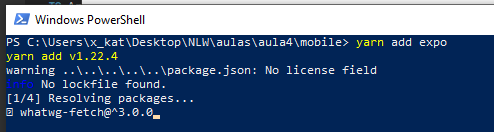 Windows PowerShell
PS C:\Users\x_kat\Desktop\NLW\aulas\aula4\mobile> yarn add expo
yarn add v1.22.4
warning ..\..\..\..\..\package.json: No license field
info No lockfile found.
[1/4] Resolving packages...
whatwg-fetch@^3.0.0